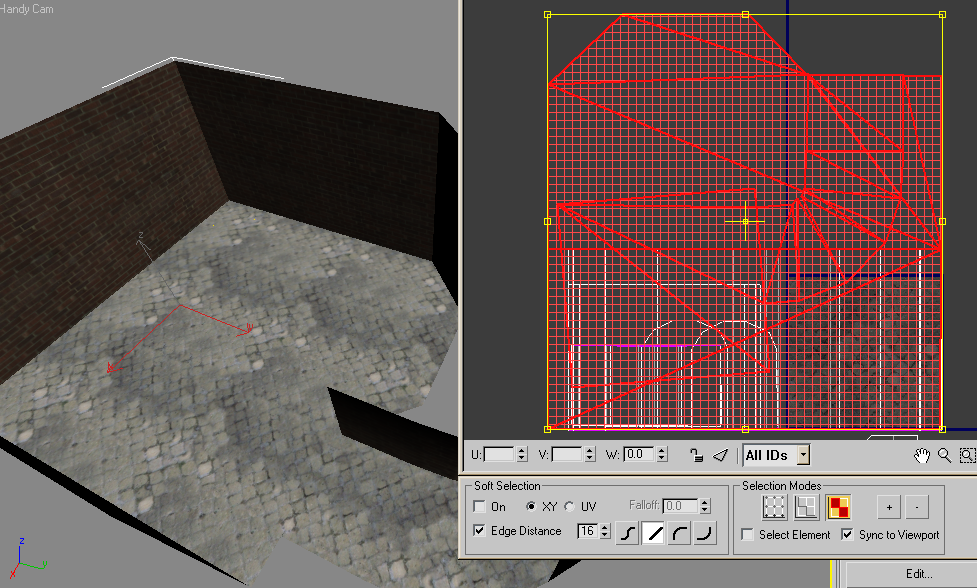 Handy Cam
z
U:
V:
W: 0.0
All IDs
Soft Selection
On
XY
UV
Falloff: 0.0
Edge Distance
16
Selection Modes
+
-
Select Element
Sync to Viewport
Edit...
z
y
x